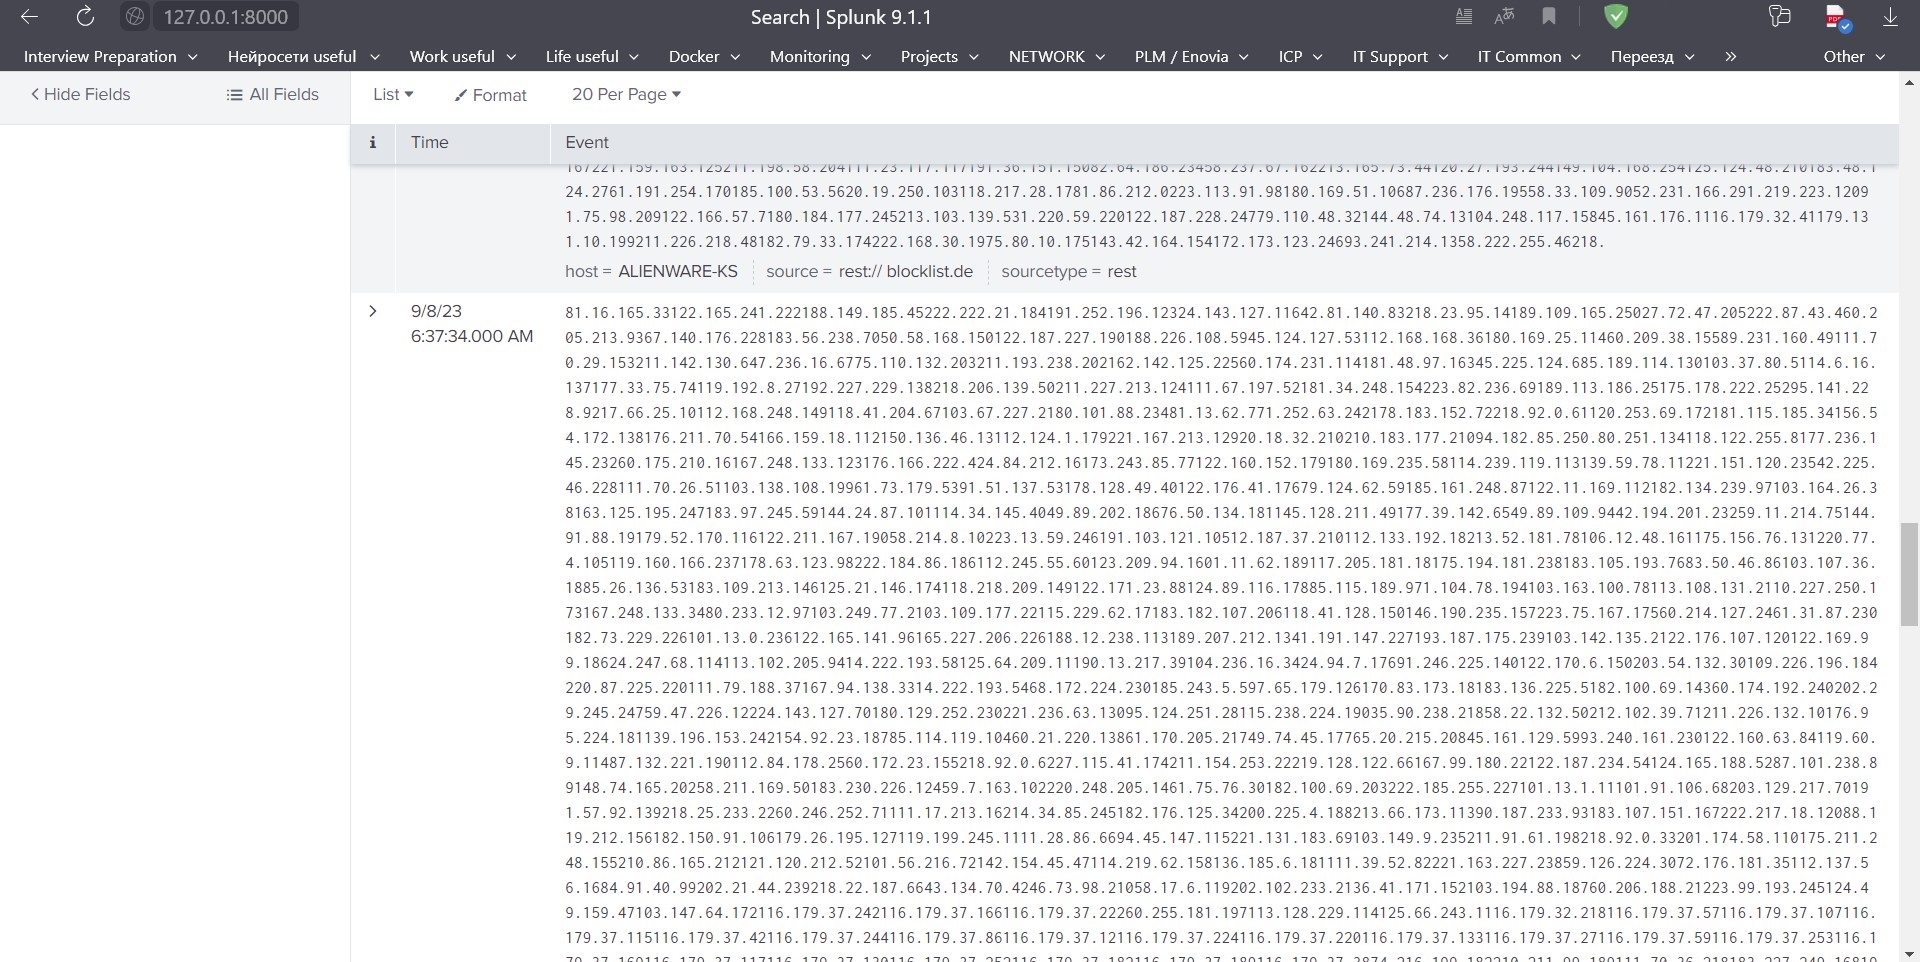 127.0.0.1:8000
Search | Splunk 9.1.1
Interview Preparation
Нейросети useful
Work useful
Life useful
Docker
Monitoring
Projects
NETWORK
PLM / Enovia
ICP
IT Support
IT Common
Переезд
»
Other
Hide Fields
All Fields
List
Format
20 Per Page
i
Time
Event
24.2761.191.254.170185.100.53.5620.19.250.103118.217.28.1781.86.212.0223.113.91.98180.169.51.10687.236.176.19558.33.109.9052.231.166.291.219.223.1209
1.75.98.209122.166.57.7180.184.177.245213.103.139.531.220.59.220122.187.228.24779.110.48.32144.48.74.13104.248.117.15845.161.176.1116.179.32.41179.13
1.10.199211.226.218.48182.79.33.174222.168.30.1975.80.10.175143.42.164.154172.173.123.24693.241.214.1358.222.255.46218.
host = ALIENWARE-KS
source = rest:// blocklist.de
sourcetype = rest
9/8/23
6:37:34.000 AM
81.16.165.33122.165.241.222188.149.185.45222.222.21.184191.252.196.12324.143.127.11642.81.140.83218.23.95.14189.109.165.25027.72.47.205222.87.43.460.2
05.213.9367.140.176.228183.56.238.7050.58.168.150122.187.227.190188.226.108.5945.124.127.53112.168.168.36180.169.25.11460.209.38.15589.231.160.49111.7
0.29.153211.142.130.647.236.16.6775.110.132.203211.193.238.202162.142.125.22560.174.231.114181.48.97.16345.225.124.685.189.114.130103.37.80.5114.6.16.
137177.33.75.74119.192.8.27192.227.229.138218.206.139.50211.227.213.124111.67.197.52181.34.248.154223.82.236.69189.113.186.25175.178.222.25295.141.22
8.9217.66.25.10112.168.248.149118.41.204.67103.67.227.2180.101.88.23481.13.62.771.252.63.242178.183.152.72218.92.0.61120.253.69.172181.115.185.34156.5
4.172.138176.211.70.54166.159.18.112150.136.46.13112.124.1.179221.167.213.12920.18.32.210210.183.177.21094.182.85.250.80.251.134118.122.255.8177.236.1
45.23260.175.210.16167.248.133.123176.166.222.424.84.212.16173.243.85.77122.160.152.179180.169.235.58114.239.119.113139.59.78.11221.151.120.23542.225.
46.228111.70.26.51103.138.108.19961.73.179.5391.51.137.53178.128.49.40122.176.41.17679.124.62.59185.161.248.87122.11.169.112182.134.239.97103.164.26.3
8163.125.195.247183.97.245.59144.24.87.101114.34.145.4049.89.202.18676.50.134.181145.128.211.49177.39.142.6549.89.109.9442.194.201.23259.11.214.75144.
91.88.19179.52.170.116122.211.167.19058.214.8.10223.13.59.246191.103.121.10512.187.37.210112.133.192.18213.52.181.78106.12.48.161175.156.76.131220.77.
4.105119.160.166.237178.63.123.98222.184.86.186112.245.55.60123.209.94.1601.11.62.189117.205.181.18175.194.181.238183.105.193.7683.50.46.86103.107.36.
1885.26.136.53183.109.213.146125.21.146.174118.218.209.149122.171.23.88124.89.116.17885.115.189.971.104.78.194103.163.100.78113.108.131.2110.227.250.1
73167.248.133.3480.233.12.97103.249.77.2103.109.177.22115.229.62.17183.182.107.206118.41.128.150146.190.235.157223.75.167.17560.214.127.2461.31.87.230
182.73.229.226101.13.0.236122.165.141.96165.227.206.226188.12.238.113189.207.212.1341.191.147.227193.187.175.239103.142.135.2122.176.107.120122.169.9
9.18624.247.68.114113.102.205.9414.222.193.58125.64.209.11190.13.217.39104.236.16.3424.94.7.17691.246.225.140122.170.6.150203.54.132.30109.226.196.184
220.87.225.220111.79.188.37167.94.138.3314.222.193.5468.172.224.230185.243.5.597.65.179.126170.83.173.18183.136.225.5182.100.69.14360.174.192.240202.2
9.245.24759.47.226.12224.143.127.70180.129.252.230221.236.63.13095.124.251.28115.238.224.19035.90.238.21858.22.132.50212.102.39.71211.226.132.10176.9
5.224.181139.196.153.242154.92.23.18785.114.119.10460.21.220.13861.170.205.21749.74.45.17765.20.215.20845.161.129.5993.240.161.230122.160.63.84119.60.
9.11487.132.221.190112.84.178.2560.172.23.155218.92.0.6227.115.41.174211.154.253.22219.128.122.66167.99.180.22122.187.234.54124.165.188.5287.101.238.8
9148.74.165.20258.211.169.50183.230.226.12459.7.163.102220.248.205.1461.75.76.30182.100.69.203222.185.255.227101.13.1.11101.91.106.68203.129.217.7019
1.57.92.139218.25.233.2260.246.252.71111.17.213.16214.34.85.245182.176.125.34200.225.4.188213.66.173.11390.187.233.93183.107.151.167222.217.18.12088.1
19.212.156182.150.91.106179.26.195.127119.199.245.1111.28.86.6694.45.147.115221.131.183.69103.149.9.235211.91.61.198218.92.0.33201.174.58.110175.211.2
48.155210.86.165.212121.120.212.52101.56.216.72142.154.45.47114.219.62.158136.185.6.181111.39.52.82221.163.227.23859.126.224.3072.176.181.35112.137.5
6.1684.91.40.99202.21.44.239218.22.187.6643.134.70.4246.73.98.21058.17.6.119202.102.233.2136.41.171.152103.194.88.18760.206.188.21223.99.193.245124.4
9.159.47103.147.64.172116.179.37.242116.179.37.166116.179.37.22260.255.181.197113.128.229.114125.66.243.1116.179.32.218116.179.37.57116.179.37.107116.
179.37.115116.179.37.42116.179.37.244116.179.37.86116.179.37.12116.179.37.224116.179.37.220116.179.37.133116.179.37.27116.179.37.59116.179.37.253116.1